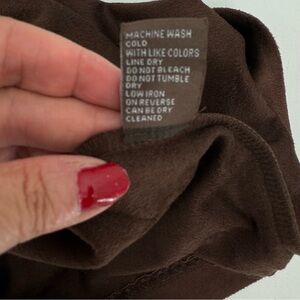 MACHINE WASH
COLD
WITH LIKE COLORS
LINE DRY
DO NOT BLEACH
DO NOT TUMBLE
DRY
LOW IRON
ON REVERSE
CAN BE DRY
CLEANED